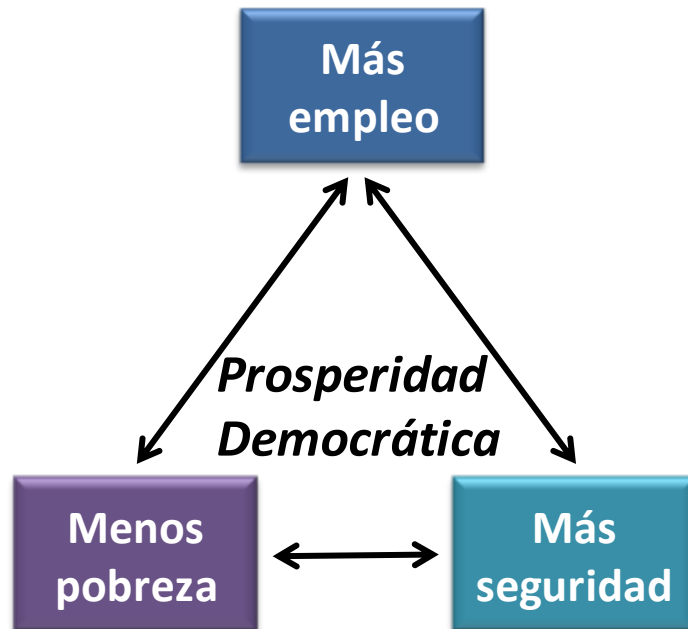 Más
empleo
Prosperidad
Democrática
Menos
pobreza
Más
seguridad